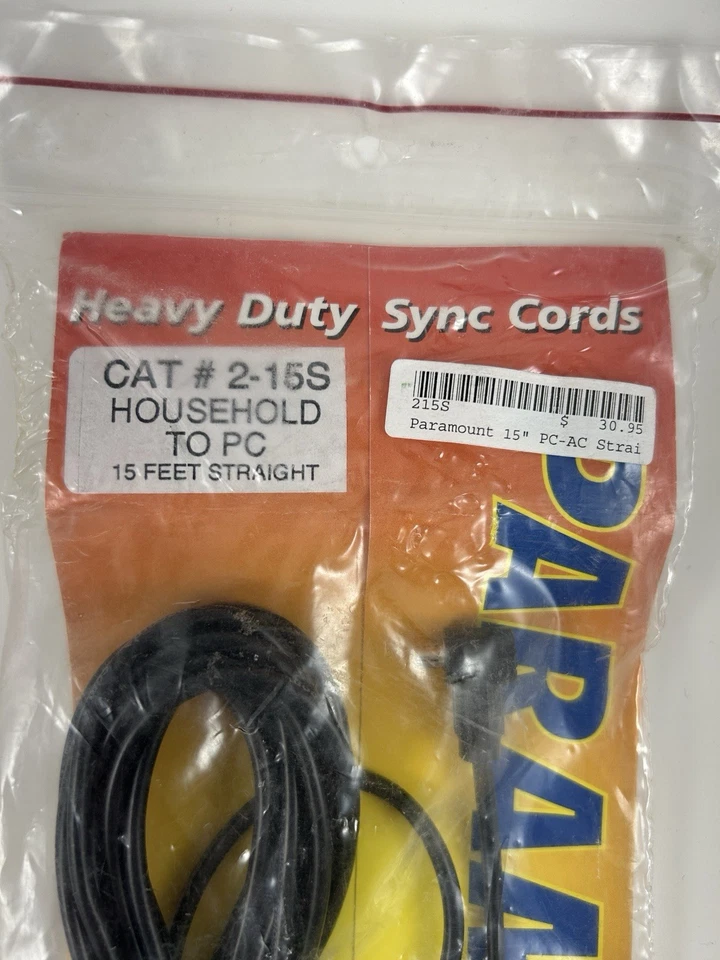 Heavy Duty Sync Cords
CAT # 2-15S
HOUSEHOLD
TO PC
15 FEET STRAIGHT
215S $ 30.95
Paramount 15" PC-AC Strai
PARAM